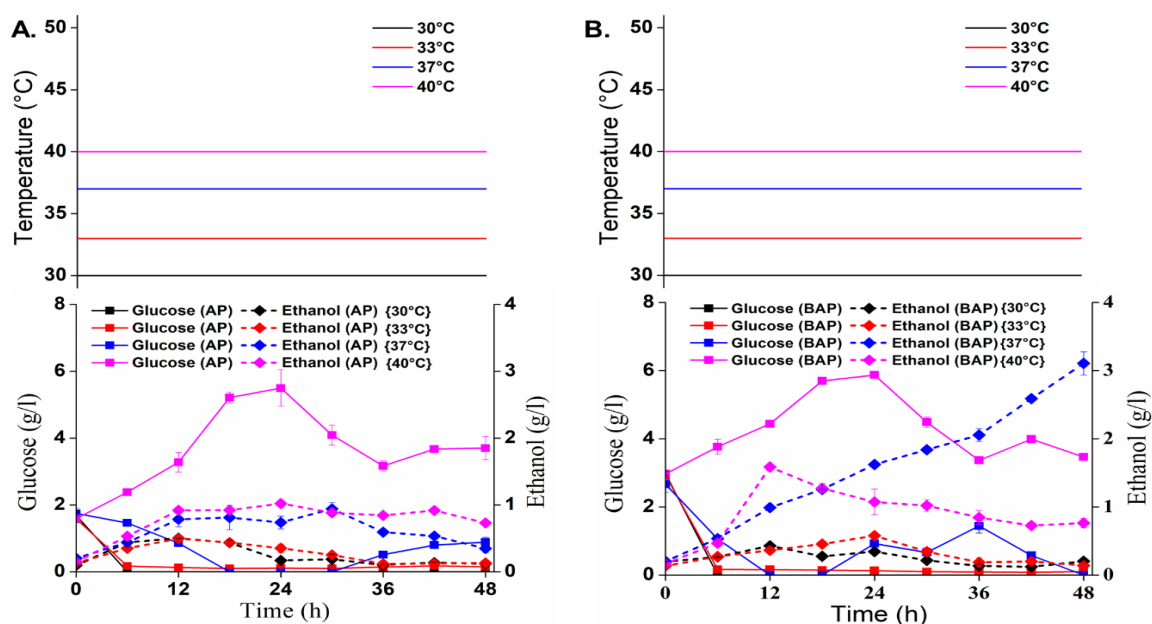 A.
50
45
40
35
30
Temperature (°C)
30°C
33°C
37°C
40°C
8
6
4
2
0
Glucose (g/l)
Glucose (AP) Ethanol (AP) {30°C}
Glucose (AP) Ethanol (AP) {33°C}
Glucose (AP) Ethanol (AP) {37°C}
Glucose (AP) Ethanol (AP) {40°C}
4
3
2
1
0
Ethanol (g/l)
0 12 24 36 48
Time (h)
B.
50
45
40
35
30
Temperature (°C)
30°C
33°C
37°C
40°C
8
6
4
2
0
Glucose (g/l)
Glucose (BAP) Ethanol (BAP) {30°C}
Glucose (BAP) Ethanol (BAP) {33°C}
Glucose (BAP) Ethanol (BAP) {37°C}
Glucose (BAP) Ethanol (BAP) {40°C}
4
3
2
1
0
Ethanol (g/l)
0 12 24 36 48
Time (h)